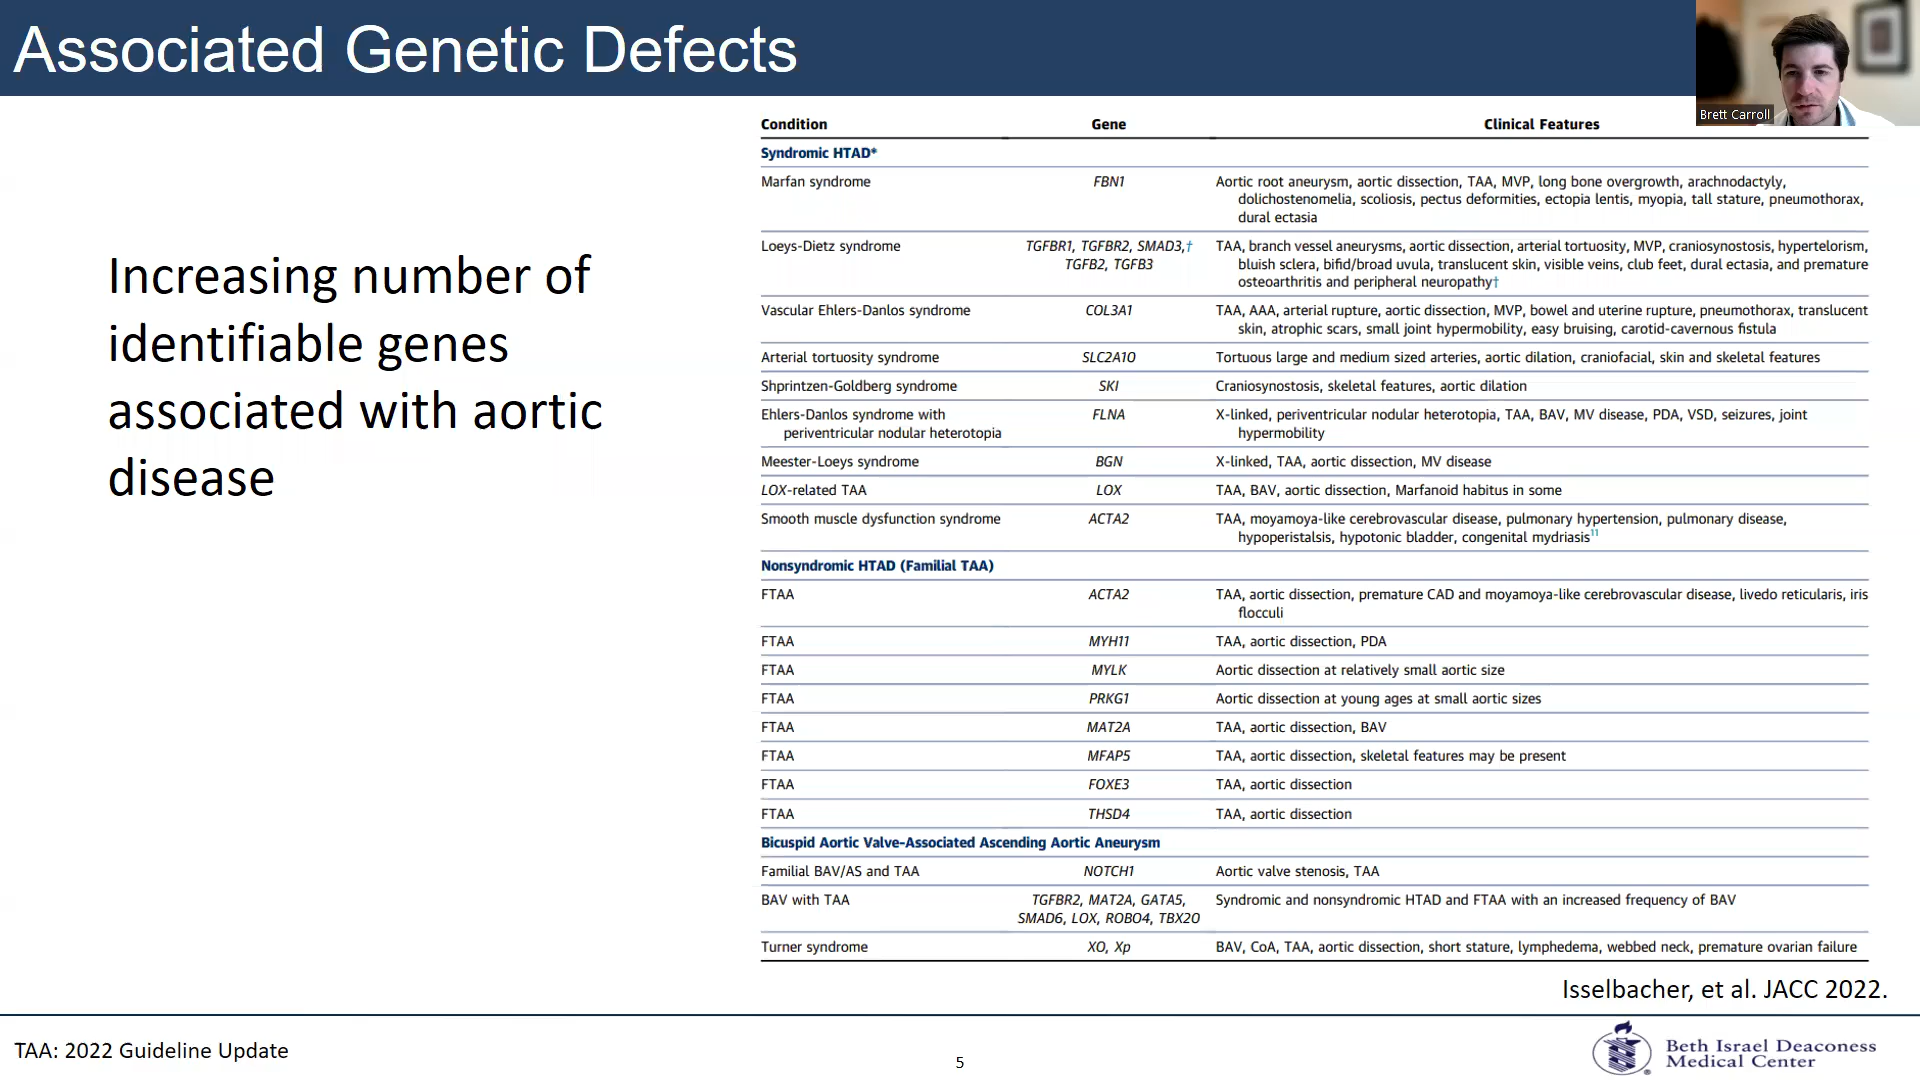 Associated Genetic Defects
Brett Carroll
Increasing number of
identifiable genes
associated with aortic
disease
Condition Gene Clinical Features
Syndromic HTAD*
Marfan syndrome FBN1 Aortic root aneurysm, aortic dissection, TAA, MVP, long bone overgrowth, arachnodactyly,
dolichostenomelia, scoliosis, pectus deformities, ectopia lentis, myopia, tall stature, pneumothorax,
dural ectasia
Loeys-Dietz syndrome TGFBR1, TGFBR2, SMAD3,† TAA, branch vessel aneurysms, aortic dissection, arterial tortuosity, MVP, craniosynostosis, hypertelorism,
TGFB2, TGFB3 bluish sclera, bifid/broad uvula, translucent skin, visible veins, club feet, dural ectasia, and premature
osteoarthritis and peripheral neuropathy†
Vascular Ehlers-Danlos syndrome COL3A1 TAA, AAA, arterial rupture, aortic dissection, MVP, bowel and uterine rupture, pneumothorax, translucent
skin, atrophic scars, small joint hypermobility, easy bruising, carotid-cavernous fistula
Arterial tortuosity syndrome SLC2A10 Tortuous large and medium sized arteries, aortic dilation, craniofacial, skin and skeletal features
Shprintzen-Goldberg syndrome SKI Craniosynostosis, skeletal features, aortic dilation
Ehlers-Danlos syndrome with FLNA X-linked, periventricular nodular heterotopia, TAA, BAV, MV disease, PDA, VSD, seizures, joint
periventricular nodular heterotopia hypermobility
Meester-Loeys syndrome BGN X-linked, TAA, aortic dissection, MV disease
LOX-related TAA LOX TAA, BAV, aortic dissection, Marfanoid habitus in some
Smooth muscle dysfunction syndrome ACTA2 TAA, moyamoya-like cerebrovascular disease, pulmonary hypertension, pulmonary disease,
hypoperistalsis, hypotonic bladder, congenital mydriasis11
Nonsyndromic HTAD (Familial TAA)
FTAA ACTA2 TAA, aortic dissection, premature CAD and moyamoya-like cerebrovascular disease, livedo reticularis, iris
flocculi
FTAA MYH11 TAA, aortic dissection, PDA
FTAA MYLK Aortic dissection at relatively small aortic size
FTAA PRKG1 Aortic dissection at young ages at small aortic sizes
FTAA MAT2A TAA, aortic dissection, BAV
FTAA MFAP5 TAA, aortic dissection, skeletal features may be present
FTAA FOXE3 TAA, aortic dissection
FTAA THSD4 TAA, aortic dissection
Bicuspid Aortic Valve-Associated Ascending Aortic Aneurysm
Familial BAV/AS and TAA NOTCH1 Aortic valve stenosis, TAA
BAV with TAA TGFBR2, MAT2A, GATA5, Syndromic and nonsyndromic HTAD and FTAA with an increased frequency of BAV
SMAD6, LOX, ROBO4, TBX20
Turner syndrome XO, Xp BAV, CoA, TAA, aortic dissection, short stature, lymphedema, webbed neck, premature ovarian failure
Isselbacher, et al. JACC 2022.
TAA: 2022 Guideline Update
5
Beth Israel Deaconess
Medical Center